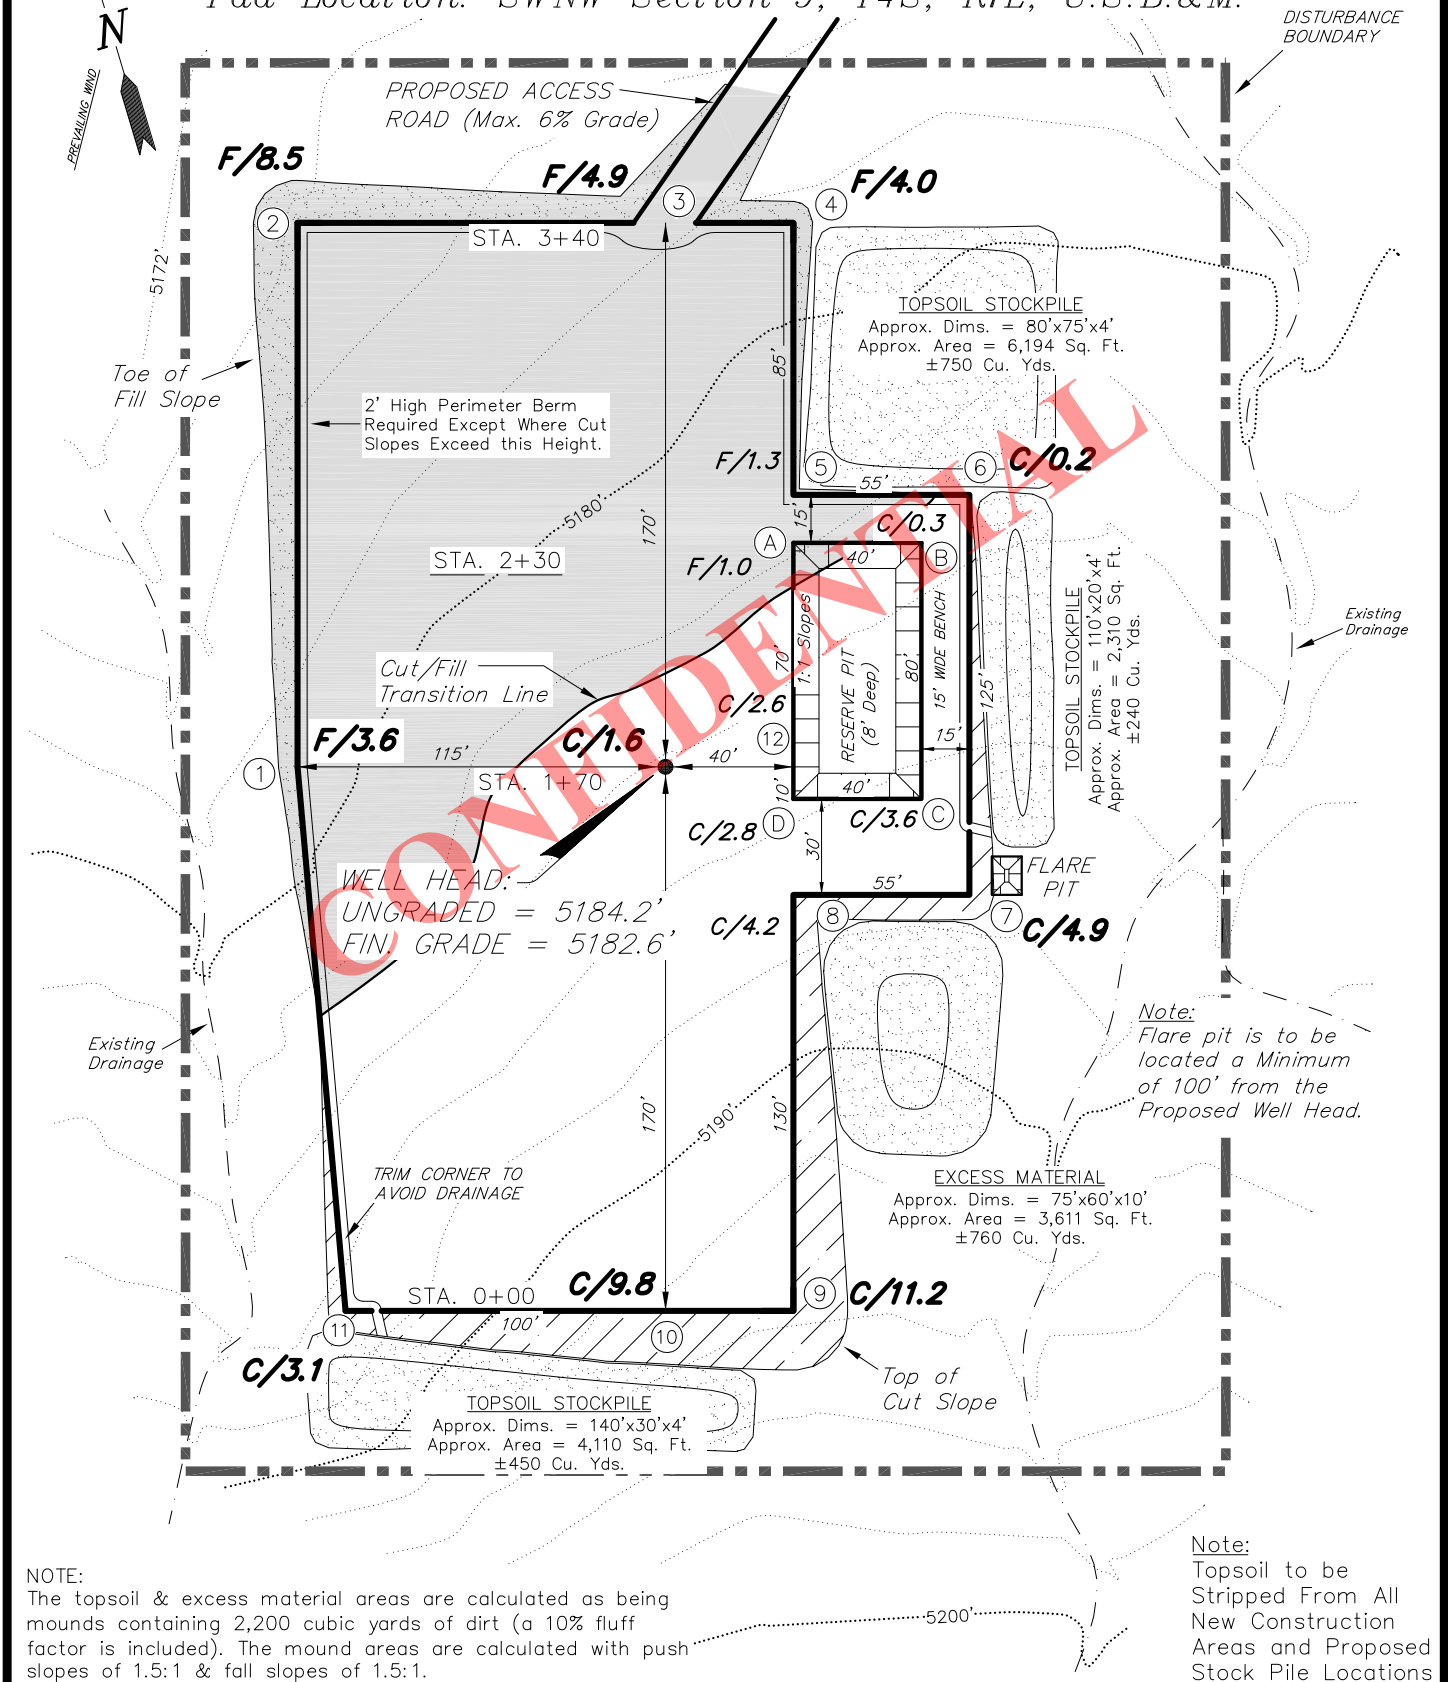 Pad Location: SWNW Section 9, T4S, R1E, U.S.B.&M.
N
PREVAILING WIND
DISTURBANCE
BOUNDARY
PROPOSED ACCESS
ROAD (Max. 6% Grade)
F/8.5
F/4.9
F/4.0
2
3
4
STA. 3+40
5172'
TOPSOIL STOCKPILE
Approx. Dims. = 80'x75'x4'
Approx. Area = 6,194 Sq. Ft.
±750 Cu. Yds.
85'
Toe of
Fill Slope
2' High Perimeter Berm
Required Except Where Cut
Slopes Exceed this Height.
F/1.3
5
6
C/0.2
55'
5180'
170'
15'
C/0.3
STA. 2+30
A
40'
B
F/1.0
TOPSOIL STOCKPILE
Approx. Dims. = 110'x20'x4'
Approx. Area = 2,310 Sq. Ft.
±240 Cu. Yds.
Existing
Drainage
1:1 Slopes
70'
RESERVE PIT
(8' Deep)
80'
15' WIDE BENCH
125'
Cut/Fill
Transition Line
C/2.6
F/3.6
C/1.6
12
115'
40'
15'
1
STA. 1+70
10'
40'
C/2.8
D
C/3.6
C
30'
CONFIDENTIAL
WELL HEAD:
UNGRADED = 5184.2'
FIN. GRADE = 5182.6'
FLARE
PIT
55'
C/4.2
8
7
C/4.9
Existing
Drainage
Note:
Flare pit is to be
located a Minimum
of 100' from the
Proposed Well Head.
170'
5190'
130'
TRIM CORNER TO
AVOID DRAINAGE
EXCESS MATERIAL
Approx. Dims. = 75'x60'x10'
Approx. Area = 3,611 Sq. Ft.
±760 Cu. Yds.
C/9.8
STA. 0+00
9
C/11.2
100'
11
10
C/3.1
Top of
Cut Slope
TOPSOIL STOCKPILE
Approx. Dims. = 140'x30'x4'
Approx. Area = 4,110 Sq. Ft.
±450 Cu. Yds.
NOTE:
The topsoil & excess material areas are calculated as being
mounds containing 2,200 cubic yards of dirt (a 10% fluff
factor is included). The mound areas are calculated with push
slopes of 1.5:1 & fall slopes of 1.5:1.
5200'
Note:
Topsoil to be
Stripped From All
New Construction
Areas and Proposed
Stock Pile Locations